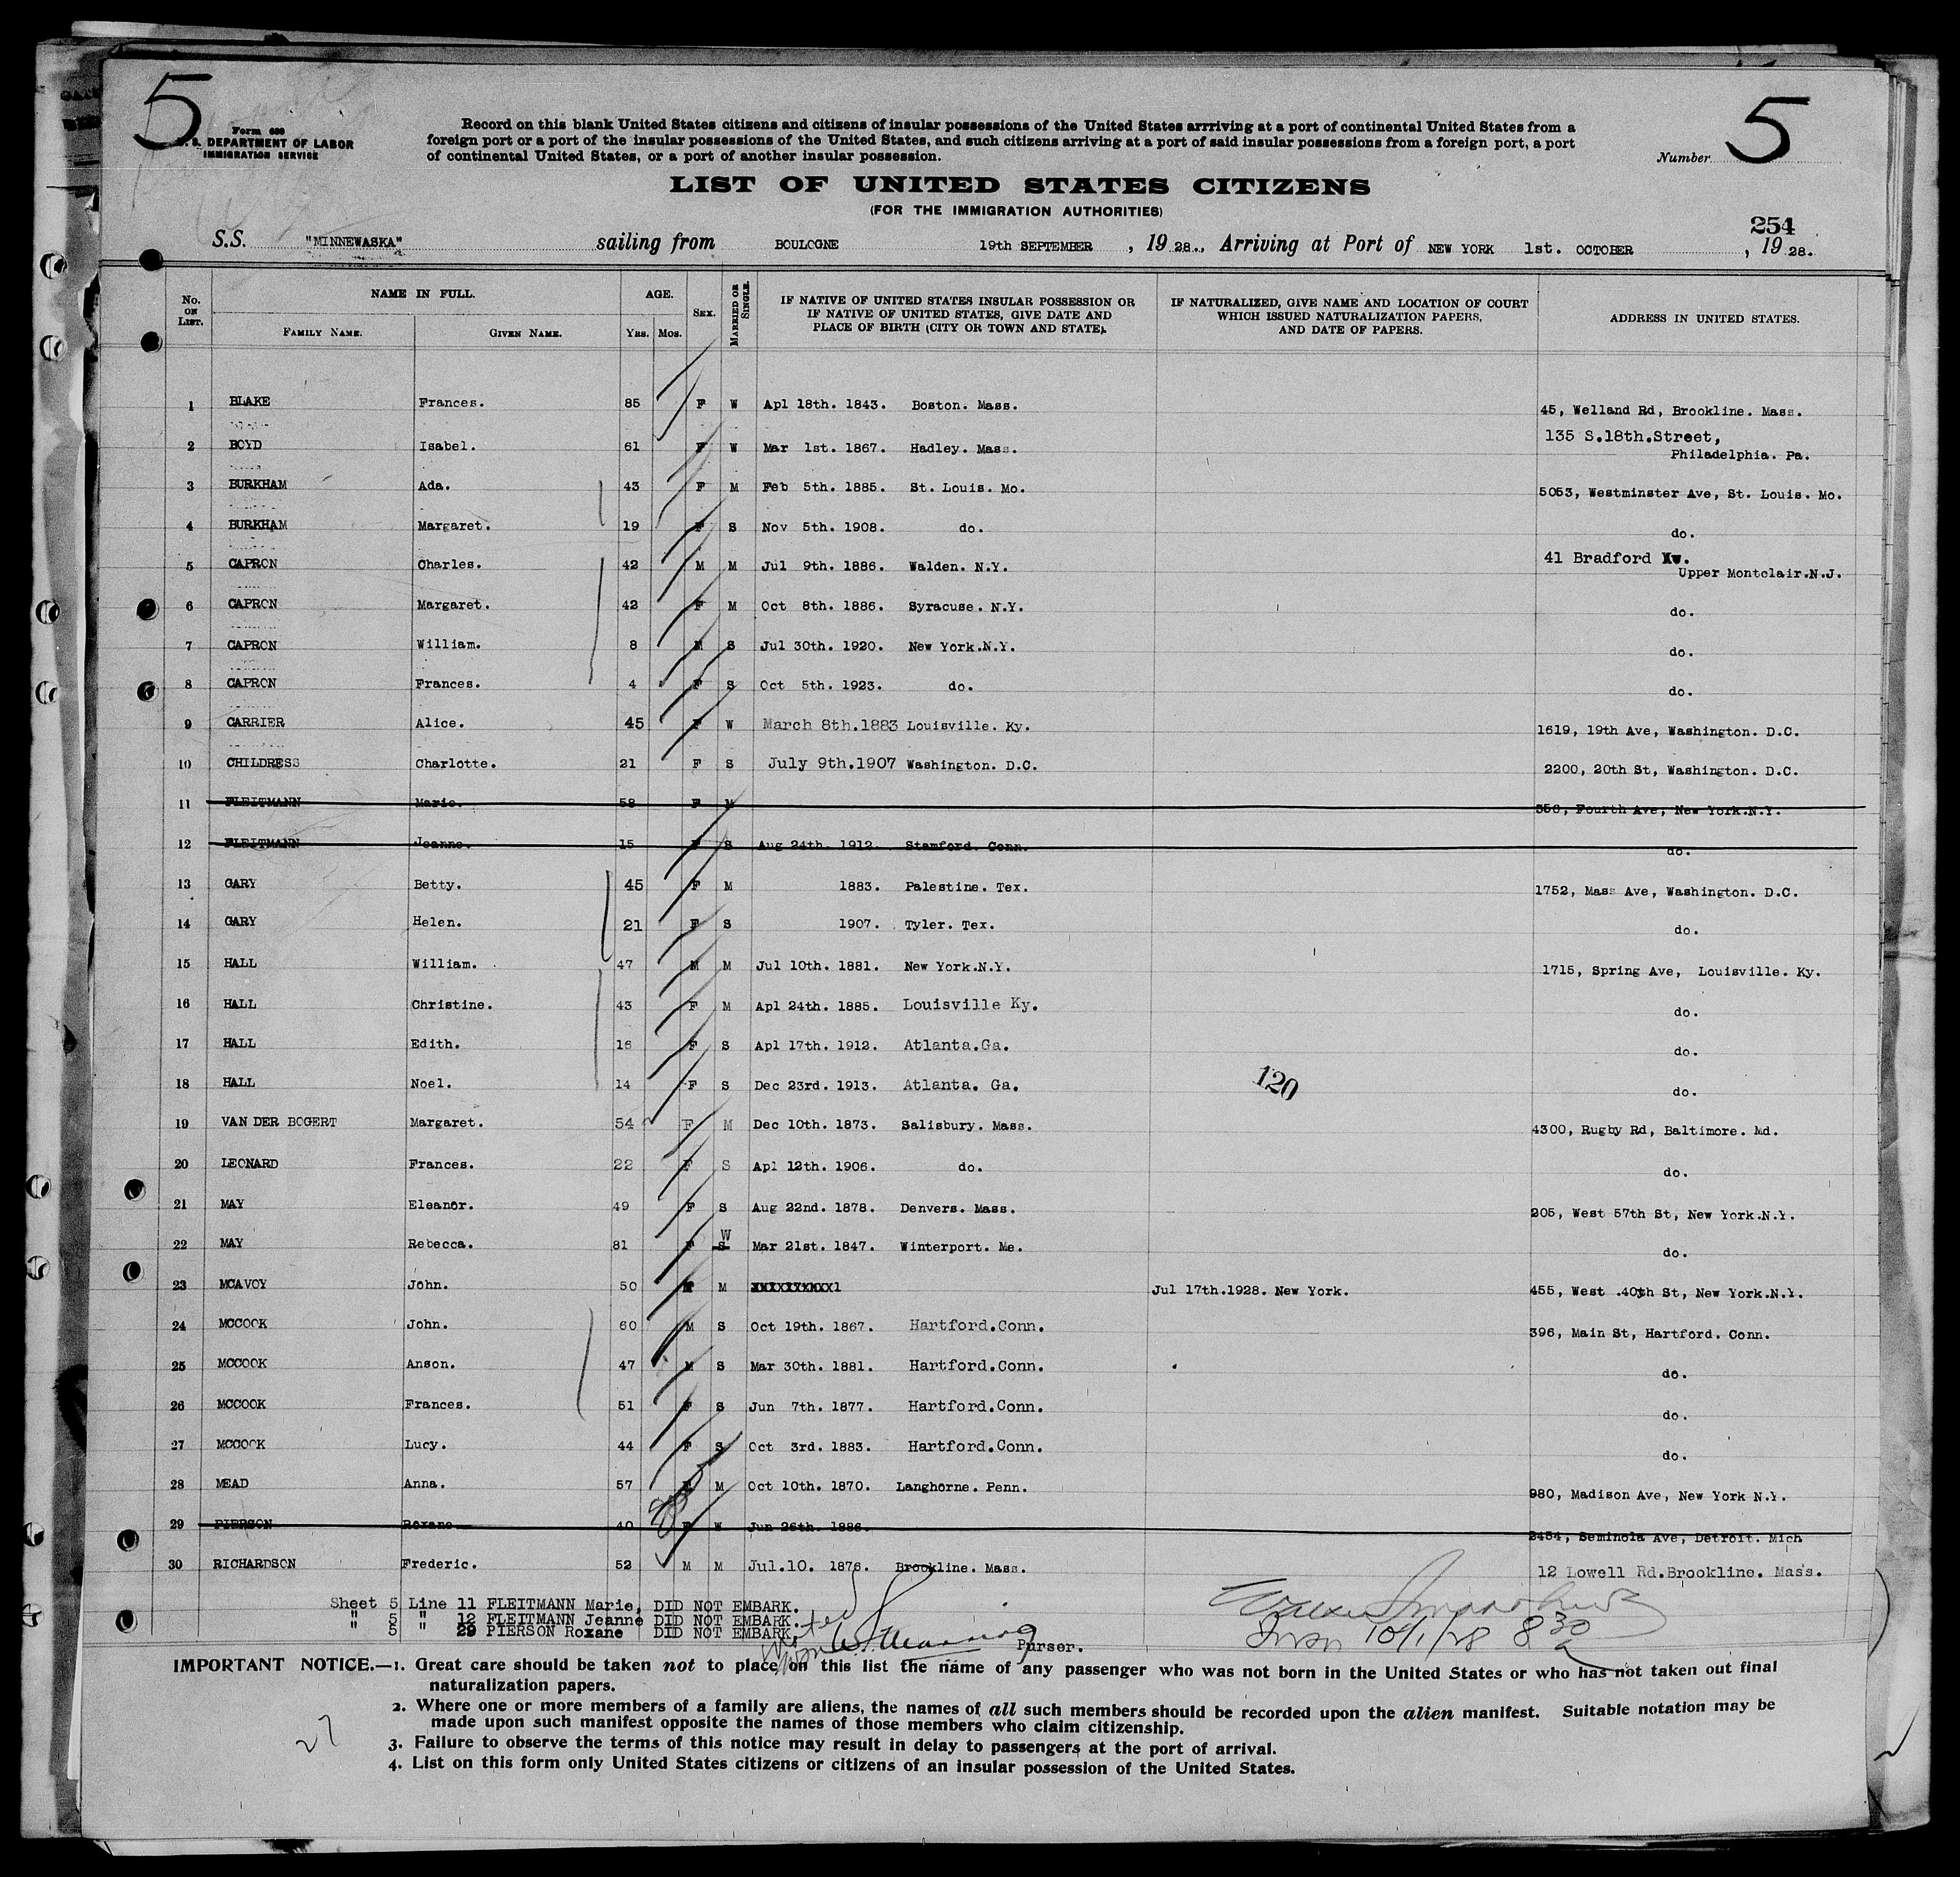 5
5
Form 630
U. S. DEPARTMENT OF LABOR
IMMIGRATION SERVICE
Record on this blank United States citizens and citizens of insular possessions of the United States arrriving at a port of continental United States from a
foreign port or a port of the insular possessions of the United States, and such citizens arriving at a port of said insular possessions from a foreign port, a port
of continental United States, or a port of another insular possession.
Number
LIST OF UNITED STATES CITIZENS
(FOR THE IMMIGRATION AUTHORITIES)
254
S.S. "MINNEWASKA" sailing from BOULOGNE 19th SEPTEMBER, 19 28., Arriving at Port of NEW YORK 1st. OCTOBER, 19 28.
No. ON LIST. NAME IN FULL. FAMILY NAME. GIVEN NAME. AGE. YRS. MOS. SEX. MARRIED OR SINGLE. IF NATIVE OF UNITED STATES INSULAR POSSESSION OR IF NATIVE OF UNITED STATES, GIVE DATE AND PLACE OF BIRTH (CITY OR TOWN AND STATE). IF NATURALIZED, GIVE NAME AND LOCATION OF COURT WHICH ISSUED NATURALIZATION PAPERS, AND DATE OF PAPERS. ADDRESS IN UNITED STATES.
1 BLAKE Frances. 85 F W Apl 18th. 1843. Boston. Mass. 45, Welland Rd, Brookline. Mass.
2 BOYD Isabel. 61 F W Mar 1st. 1867. Hadley. Mass. 135 S.18th.Street, Philadelphia. Pa.
3 BURKHAM Ada. 43 F M Feb 5th. 1885. St. Louis. Mo. 5053, Westminster Ave, St. Louis. Mo.
4 BURKHAM Margaret. 19 F S Nov 5th. 1908. do. do.
5 CAPRON Charles. 42 M M Jul 9th. 1886. Walden. N.Y. 41 Bradford Upper Montclair.N.J.
6 CAPRON Margaret. 42 F M Oct 8th. 1886. Syracuse. N.Y. do.
7 CAPRON William. 8 M S Jul 30th. 1920. New York.N.Y. do.
8 CAPRON Frances. 4 F S Oct 5th. 1923. do. do.
9 CARRIER Alice. 45 F W March 8th.1883 Louisville. Ky. 1619, 19th Ave, Washington. D.C.
10 CHILDRESS Charlotte. 21 F S July 9th.1907 Washington. D.C. 2200, 20th St, Washington. D.C.
11 FLEITMANN Marie. 58 F M 356, Fourth Ave, New York.N.Y.
12 FLEITMANN Jeanne. 15 F S Aug 24th. 1912. Stamford. Conn. do.
13 GARY Betty. 45 F M 1883. Palestine. Tex. 1752, Mass Ave, Washington. D.C.
14 GARY Helen. 21 F S 1907. Tyler. Tex. do.
15 HALL William. 47 M M Jul 10th. 1881. New York.N.Y. 1715, Spring Ave, Louisville. Ky.
16 HALL Christine. 43 F M Apl 24th. 1885. Louisville Ky. do.
17 HALL Edith. 16 F S Apl 17th. 1912. Atlanta.Ga. do.
18 HALL Noel. 14 F S Dec 23rd. 1913. Atlanta. Ga. 120 do.
19 VAN DER BOGERT Margaret. 54 F M Dec 10th. 1873. Salisbury. Mass. 4300, Rugby Rd, Baltimore. Md.
20 LEONARD Frances. 22 F S Apl 12th. 1906. do. do.
21 MAY Eleanor. 49 F S Aug 22nd. 1878. Denvers. Mass. 205, West 57th St, New York.N.Y.
22 MAY Rebecca. 81 F S W Mar 21st. 1847. Winterport. Me. do.
23 MCAVOY John. 50 M M Jul 17th.1928. New York. 455, West 40th St, New York.N.Y.
24 MCCOOK John. 60 M S Oct 19th. 1867. Hartford.Conn. 396, Main St, Hartford. Conn.
25 MCCOOK Anson. 47 M S Mar 30th. 1881. Hartford.Conn. do.
26 MCCOOK Frances. 51 F S Jun 7th. 1877. Hartford.Conn. do.
27 MCCOOK Lucy. 44 F S Oct 3rd. 1883. Hartford.Conn. do.
28 MEAD Anna. 57 F M Oct 10th. 1870. Langhorne. Penn. 980, Madison Ave, New York N.Y.
29 PIERSON Roxane 40 F W Jun 26th. 1886. 2454, Seminola Ave, Detroit. Mich
30 RICHARDSON Frederic. 52 M M Jul.10. 1876. Brookline. Mass. 12 Lowell Rd.Brookline. Mass.
Sheet 5 Line 11 FLEITMANN Marie, DID NOT EMBARK.
" 5 " 12 FLEITMANN Jeanne DID NOT EMBARK.
" 5 " 29 PIERSON Roxane DID NOT EMBARK.
Noted
Purser.
10/1/28 8 30 a
IMPORTANT NOTICE.—1. Great care should be taken not to place on this list the name of any passenger who was not born in the United States or who has not taken out final
naturalization papers.
2. Where one or more members of a family are aliens, the names of all such members should be recorded upon the alien manifest. Suitable notation may be
made upon such manifest opposite the names of those members who claim citizenship.
3. Failure to observe the terms of this notice may result in delay to passengers at the port of arrival.
4. List on this form only United States citizens or citizens of an insular possession of the United States.
27